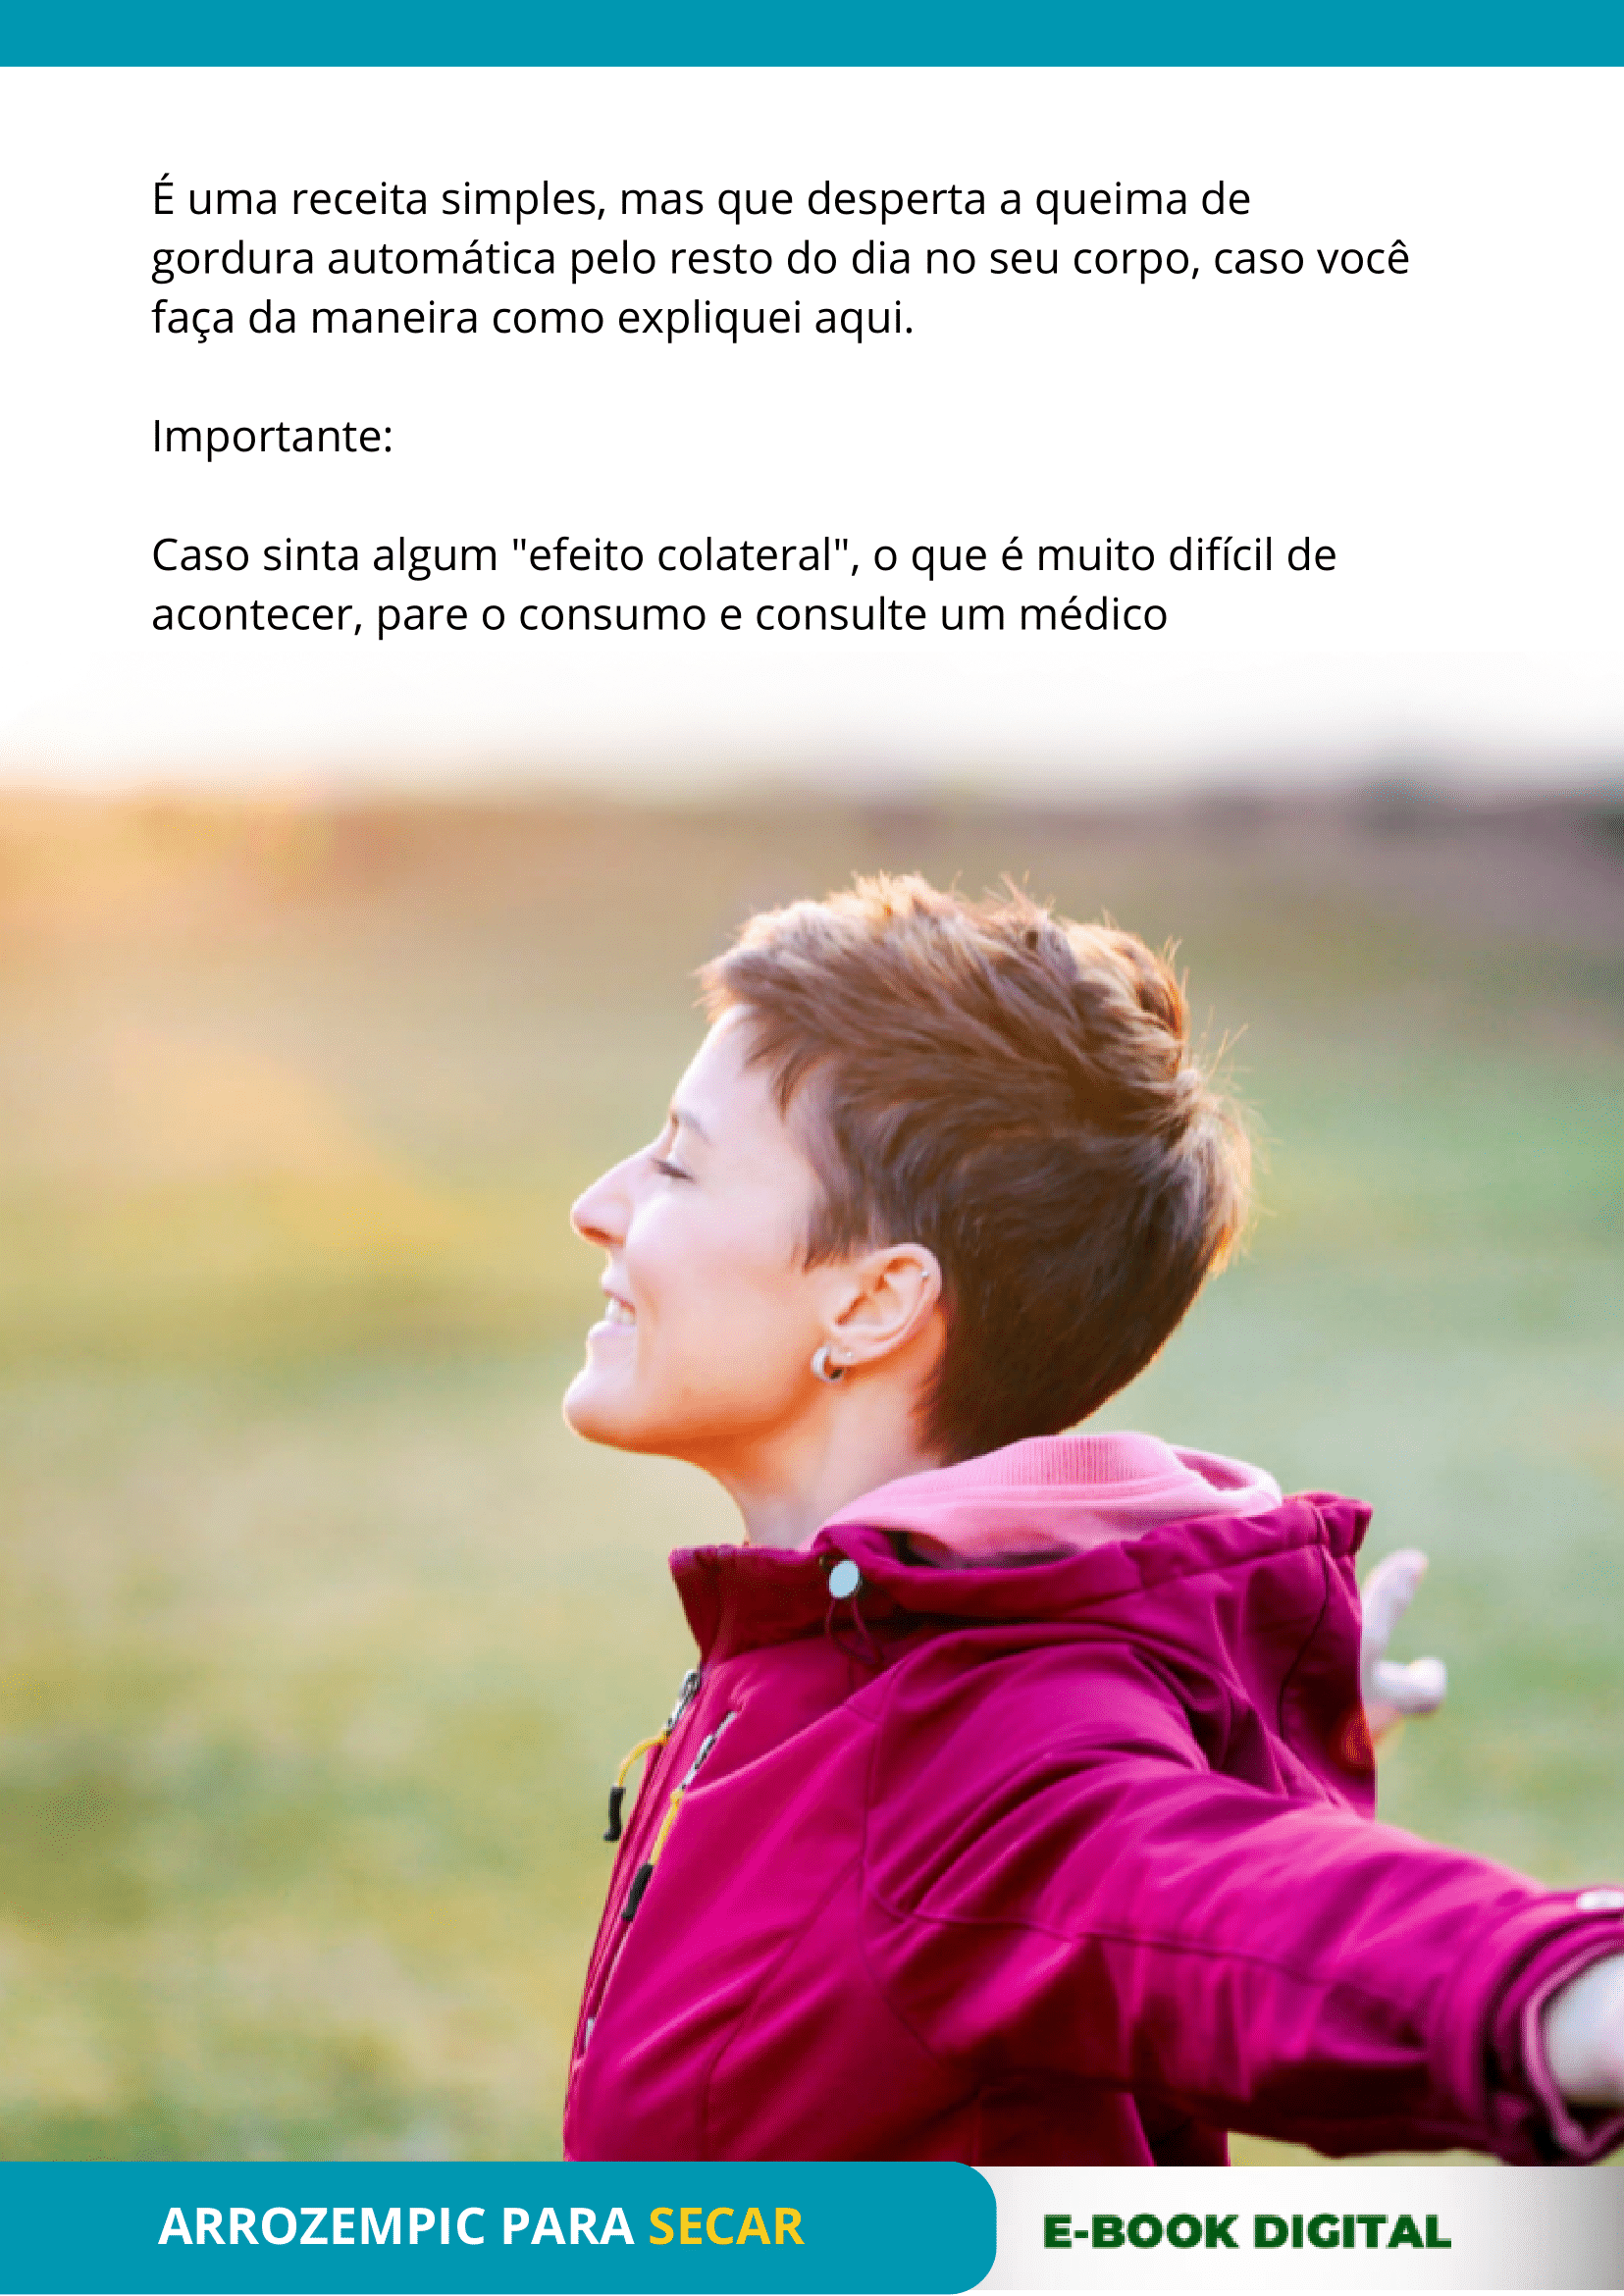 É uma receita simples, mas que desperta a queima de
gordura automática pelo resto do dia no seu corpo, caso você
faça da maneira como expliquei aqui.
Importante:
Caso sinta algum "efeito colateral", o que é muito difícil de
acontecer, pare o consumo e consulte um médico
ARROZEMPIC PARA SECAR
E-BOOK DIGITAL